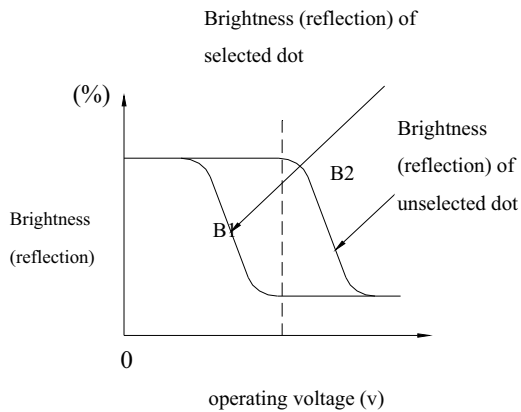 Brightness (reflection) of
selected dot
(%)
Brightness
(reflection) of
unselected dot
B2
B1
Brightness
(reflection)
0
operating voltage (v)